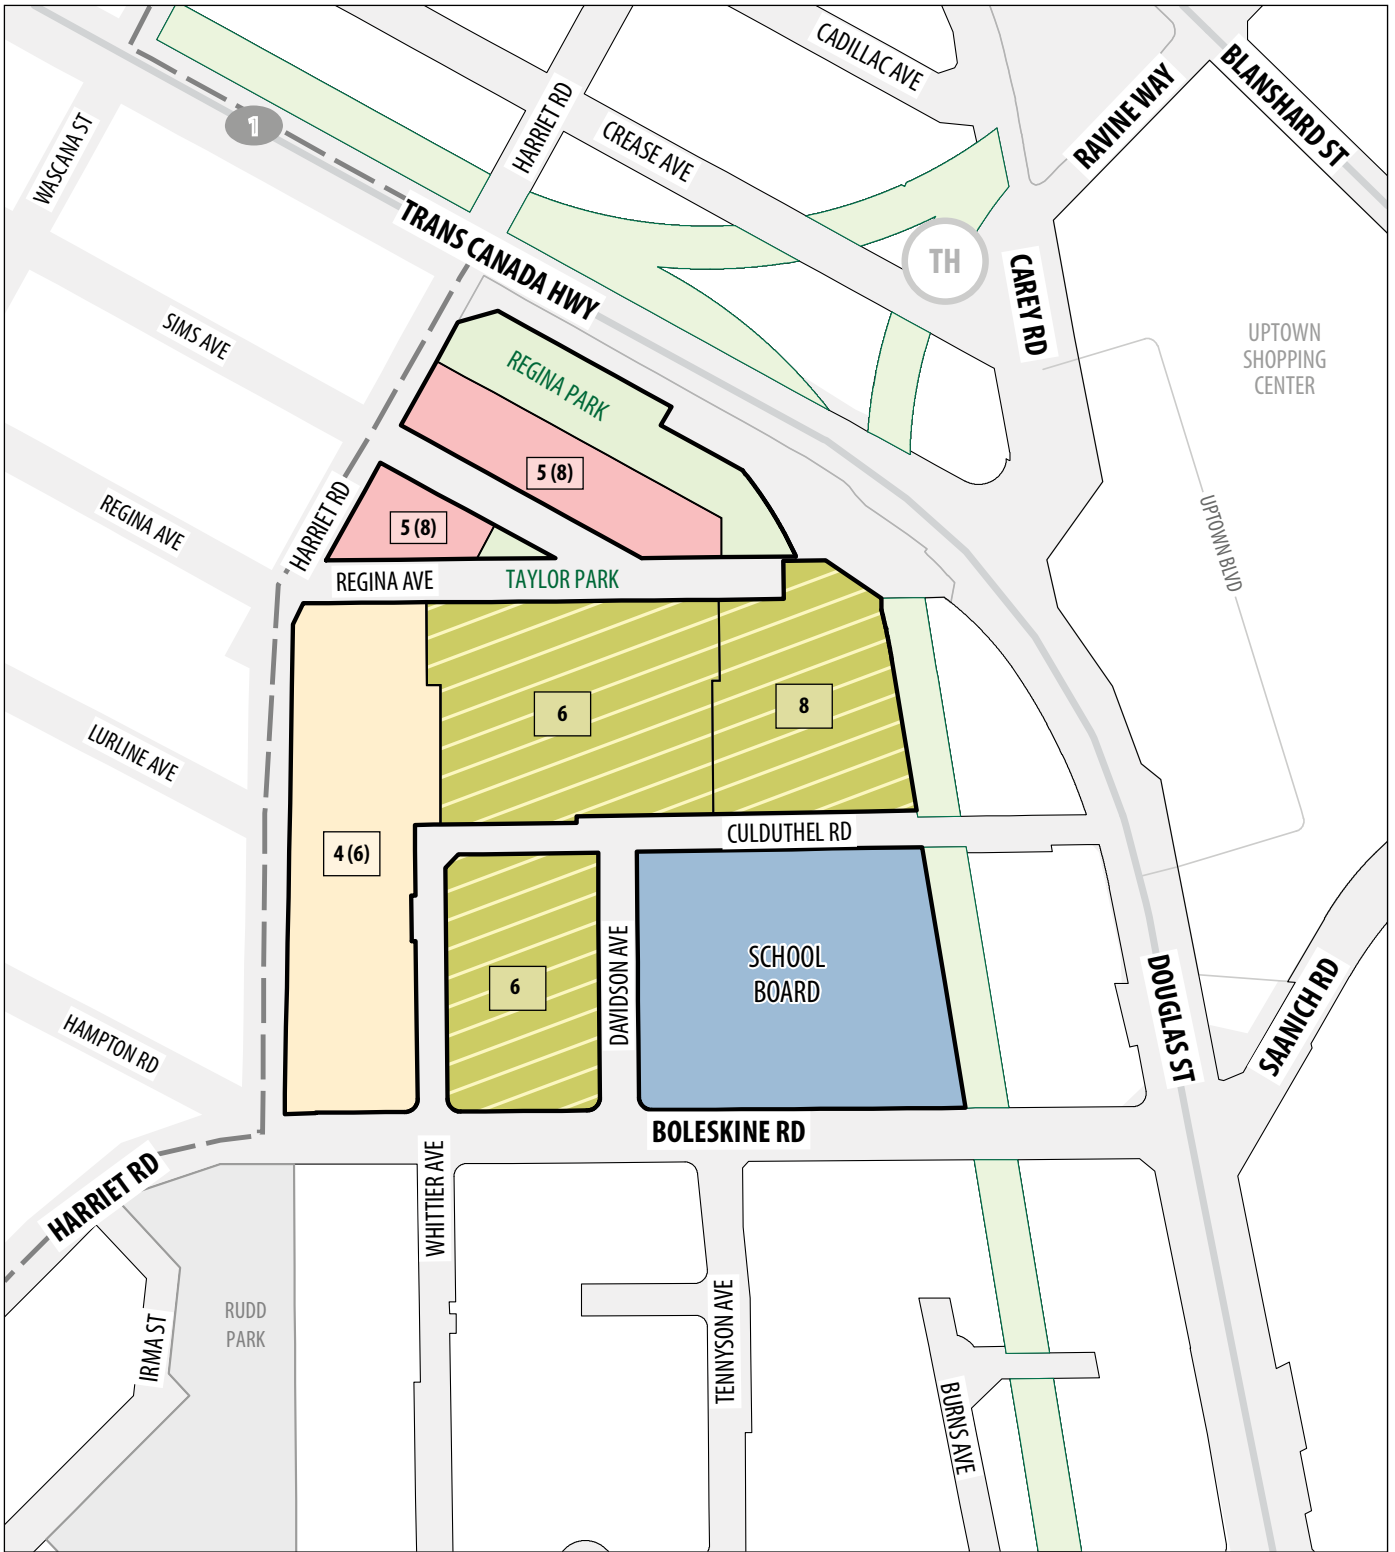 CADILLAC AVE
BLANSHARD ST
RAVINE WAY
1
HARRIET RD
CREASE AVE
WASCANA ST
TRANS CANADA HWY
TH
CAREY RD
SIMS AVE
UPTOWN
SHOPPING
CENTER
REGINA PARK
5 (8)
REGINA AVE
HARRIET RD
5 (8)
UPTOWN BLVD
REGINA AVE
TAYLOR PARK
6
8
LURLINE AVE
4 (6)
CULDUTHEL RD
6
DAVIDSON AVE
SCHOOL
BOARD
DOUGLAS ST
SAANICH RD
HAMPTON RD
BOLESKINE RD
HARRIET RD
WHITTIER AVE
RUDD
PARK
IRMA ST
TENNYSON AVE
BURNS AVE